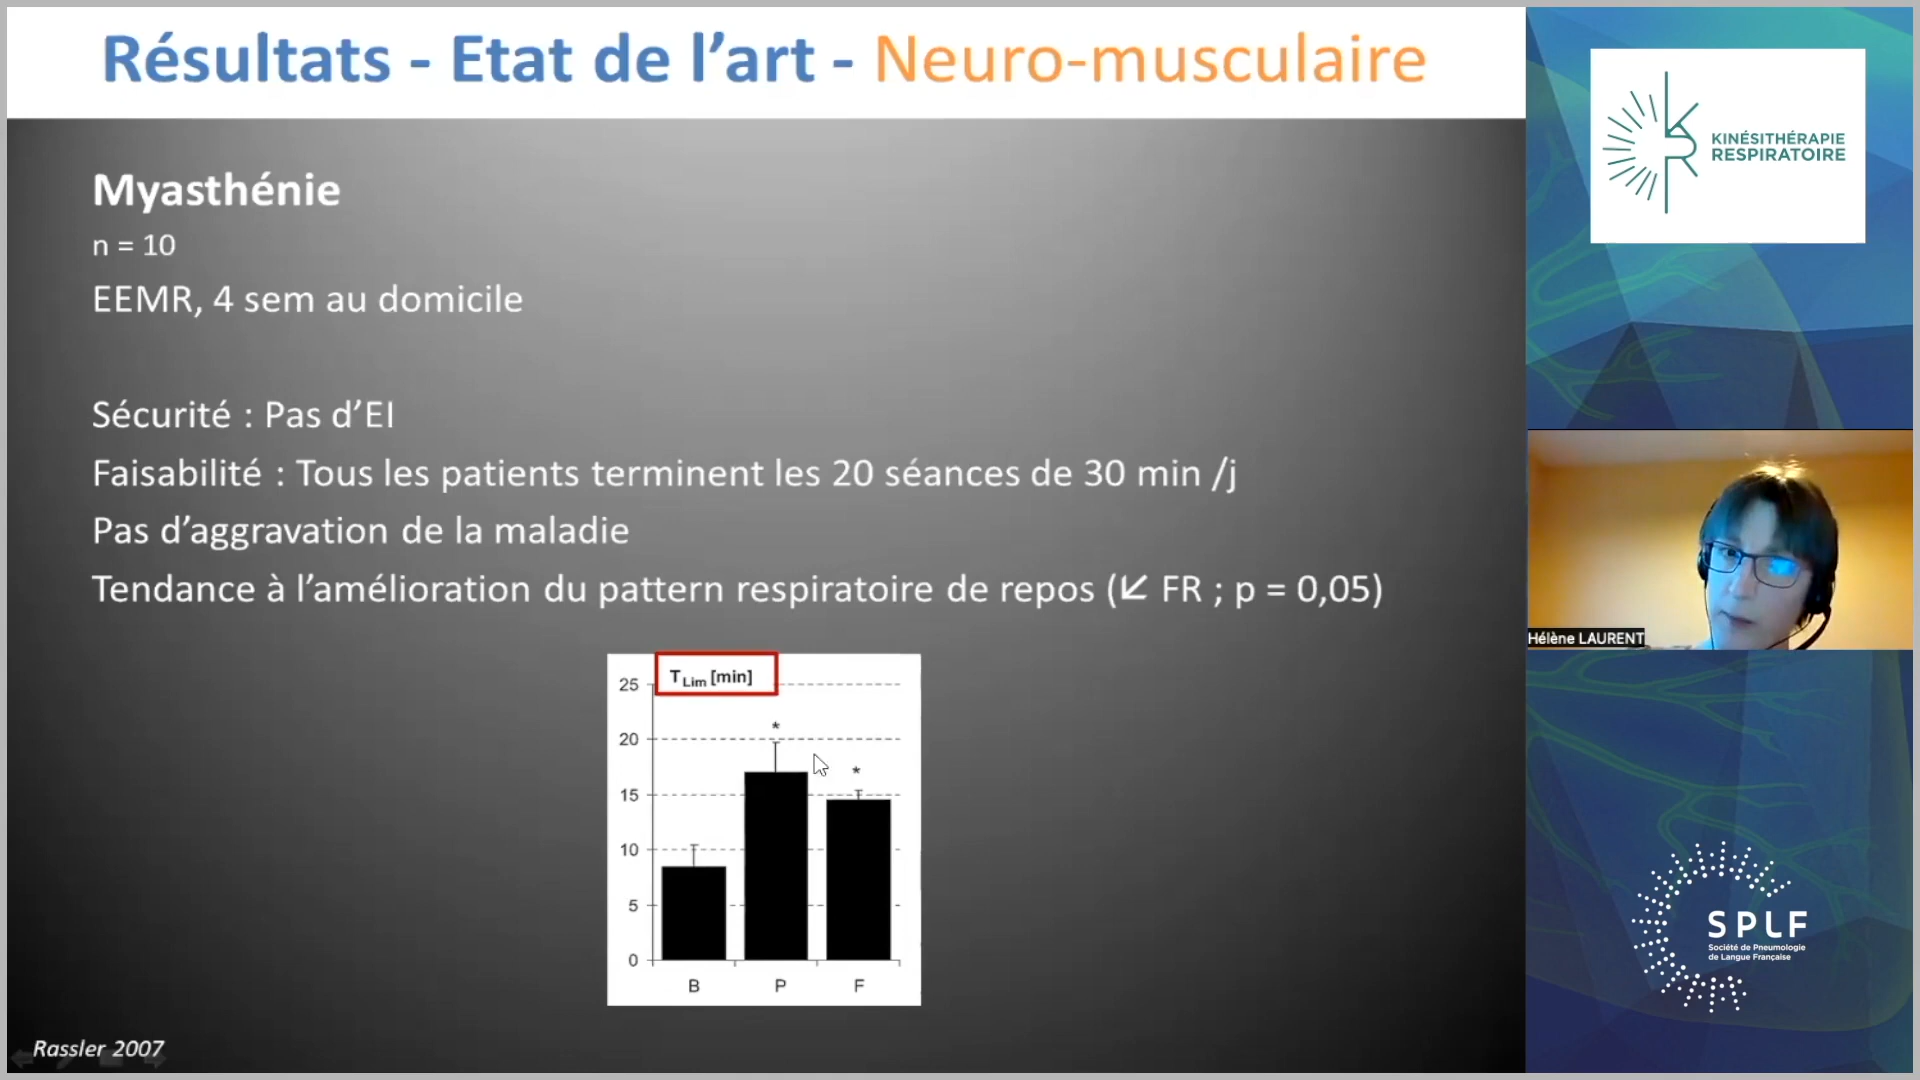 Résultats - Etat de l’art - Neuro-musculaire
Myasthénie
n = 10
EEMR, 4 sem au domicile
Sécurité : Pas d’EI
Faisabilité : Tous les patients terminent les 20 séances de 30 min /j
Pas d’aggravation de la maladie
Tendance à l’amélioration du pattern respiratoire de repos (↙ FR ; p = 0,05)
T Lim [min]
25
20
15
10
5
0
*
*
B P F
Rassler 2007
KINÉSITHÉRAPIE
RESPIRATOIRE
Hélène LAURENT
SPLF
Société de Pneumologie
de Langue Française